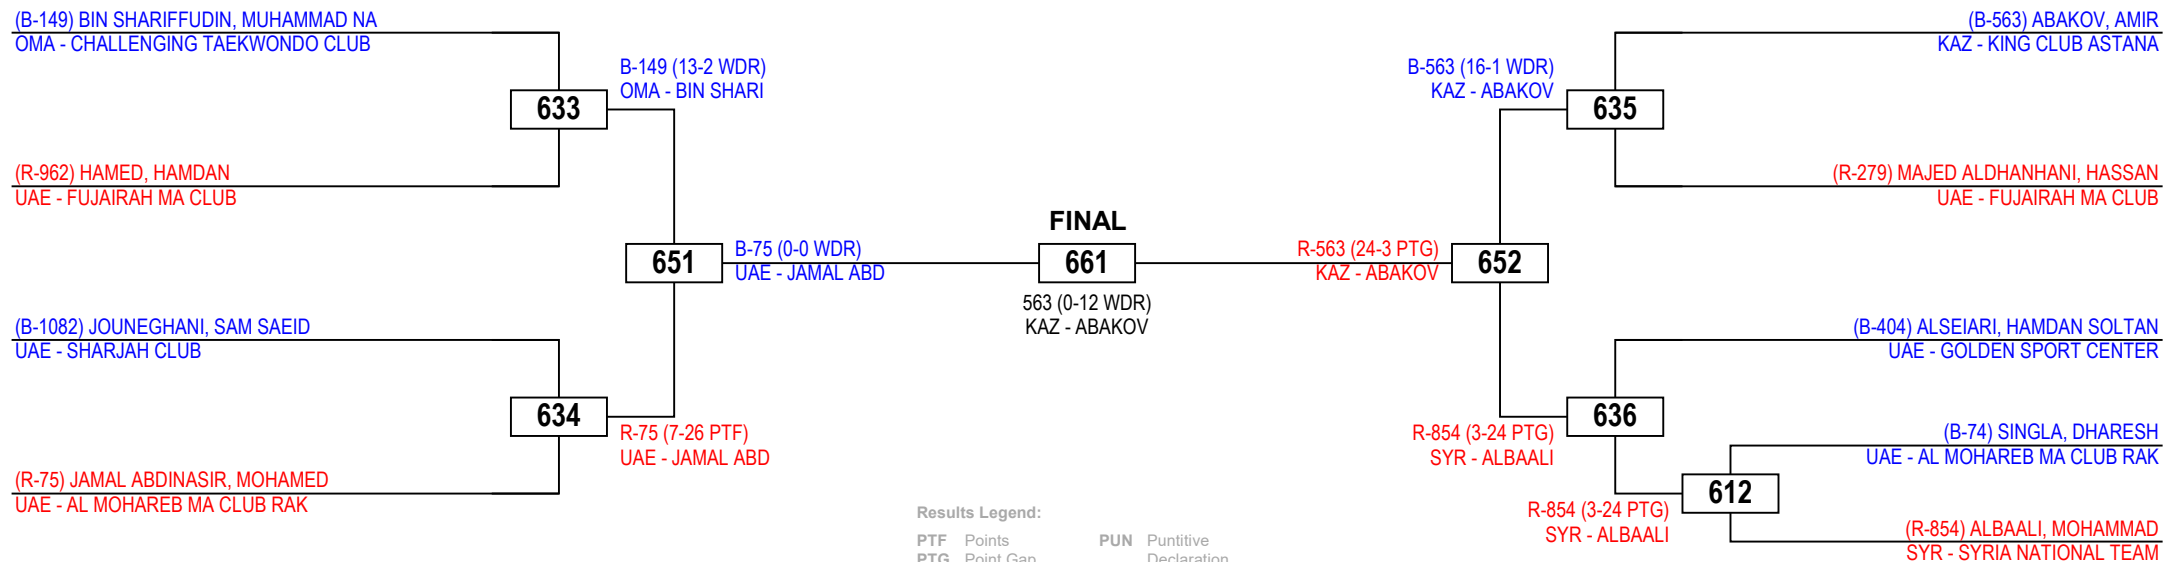 (B-149) BIN SHARIFFUDIN, MUHAMMAD NA
OMA - CHALLENGING TAEKWONDO CLUB
B-149 (13-2 WDR)
OMA - BIN SHARI
633
(R-962) HAMED, HAMDAN
UAE - FUJAIRAH MA CLUB
651
B-75 (0-0 WDR)
UAE - JAMAL ABD
(B-1082) JOUNEGHANI, SAM SAEID
UAE - SHARJAH CLUB
634
R-75 (7-26 PTF)
UAE - JAMAL ABD
(R-75) JAMAL ABDINASIR, MOHAMED
UAE - AL MOHAREB MA CLUB RAK
FINAL
661
563 (0-12 WDR)
KAZ - ABAKOV
(B-563) ABAKOV, AMIR
KAZ - KING CLUB ASTANA
B-563 (16-1 WDR)
KAZ - ABAKOV
635
(R-279) MAJED ALDHANHANI, HASSAN
UAE - FUJAIRAH MA CLUB
R-563 (24-3 PTG)
KAZ - ABAKOV
652
(B-404) ALSEIARI, HAMDAN SOLTAN
UAE - GOLDEN SPORT CENTER
636
R-854 (3-24 PTG)
SYR - ALBAALI
(B-74) SINGLA, DHARESH
UAE - AL MOHAREB MA CLUB RAK
612
R-854 (3-24 PTG)
SYR - ALBAALI
(R-854) ALBAALI, MOHAMMAD
SYR - SYRIA NATIONAL TEAM
Results Legend:
PTF Points PUN Puntitive
PTG Point Gap Declaration